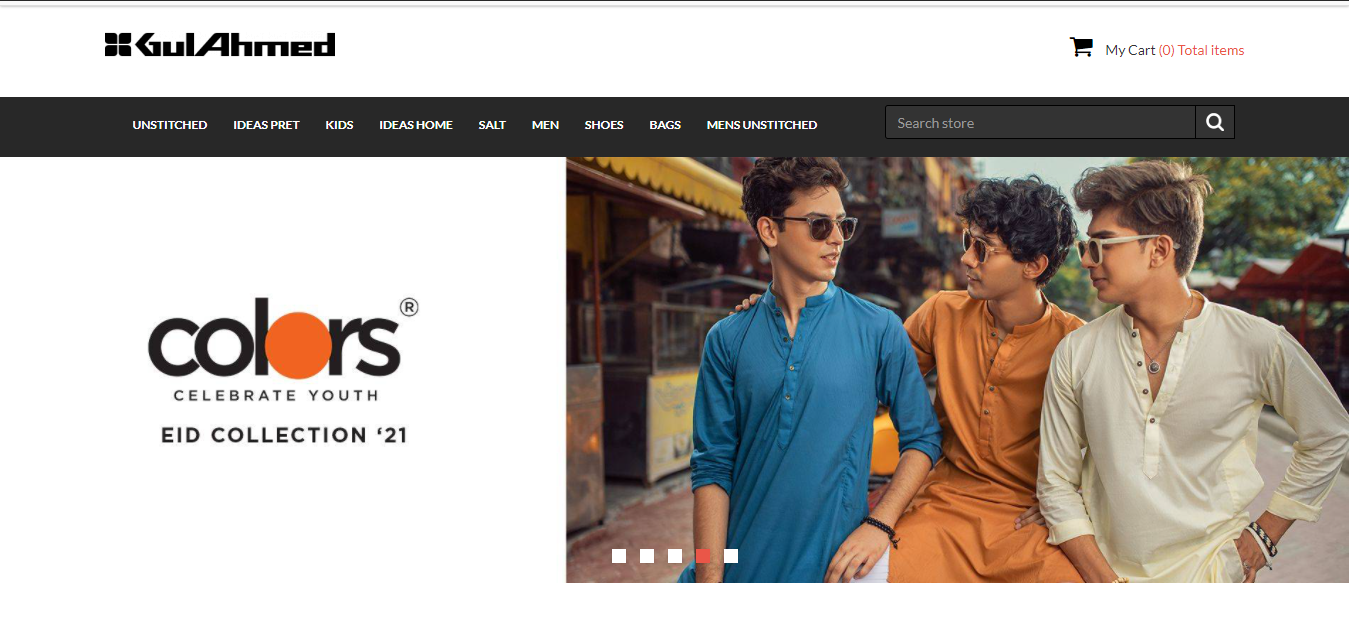 GulAhmed
My Cart (0) Total items
UNSTITCHED IDEAS PRET KIDS IDEAS HOME SALT MEN SHOES BAGS MENS UNSTITCHED
Search store
colors®
CELEBRATE YOUTH
EID COLLECTION ‘21